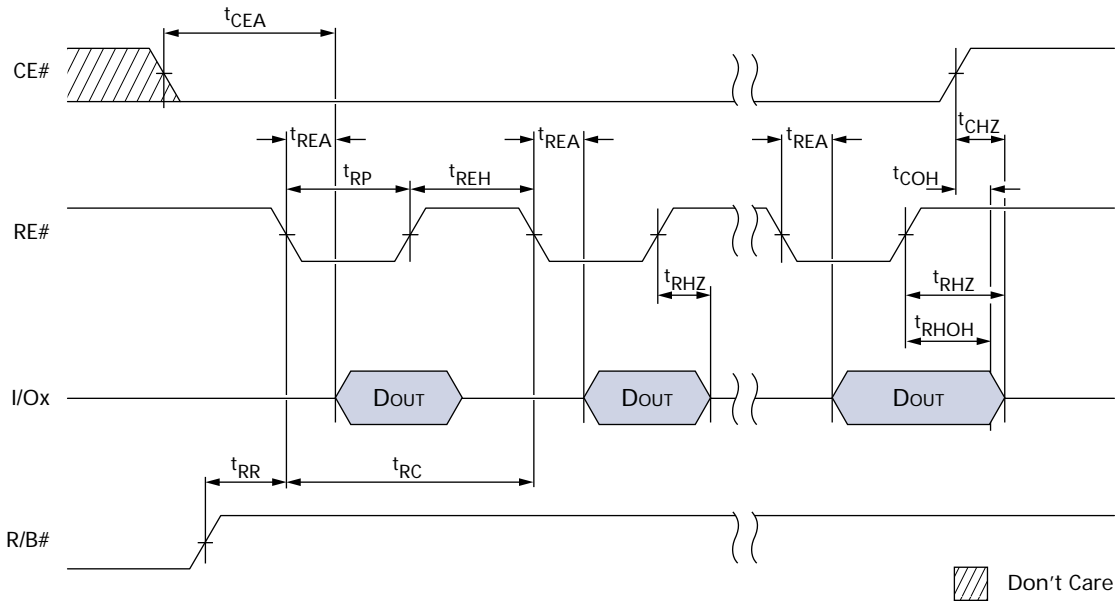 tCEA
CE#
tREA
tREA
tREA
tCHZ
tRP
tREH
tCOH
RE#
tRHZ
tRHZ
tRHOH
I/Ox
DOUT
DOUT
DOUT
tRR
tRC
R/B#
Don't Care